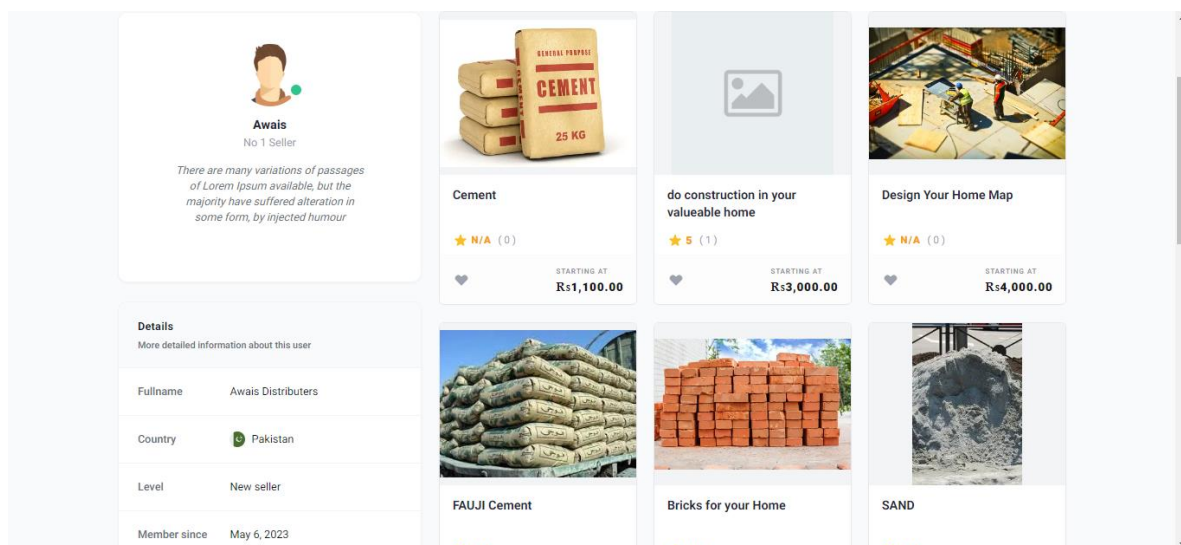 Awais
No 1 Seller
There are many variations of passages
of Lorem Ipsum available, but the
majority have suffered alteration in
some form, by injected humour
Details
More detailed information about this user
Fullname Awais Distributers
Country Pakistan
Level New seller
Member since May 6, 2023
GENERAL PURPOSE
CEMENT
25 KG
Cement
N/A (0)
STARTING AT
Rs1,100.00
do construction in your
valueable home
5 (1)
STARTING AT
Rs3,000.00
Design Your Home Map
N/A (0)
STARTING AT
Rs4,000.00
FAUJI Cement
Bricks for your Home
SAND